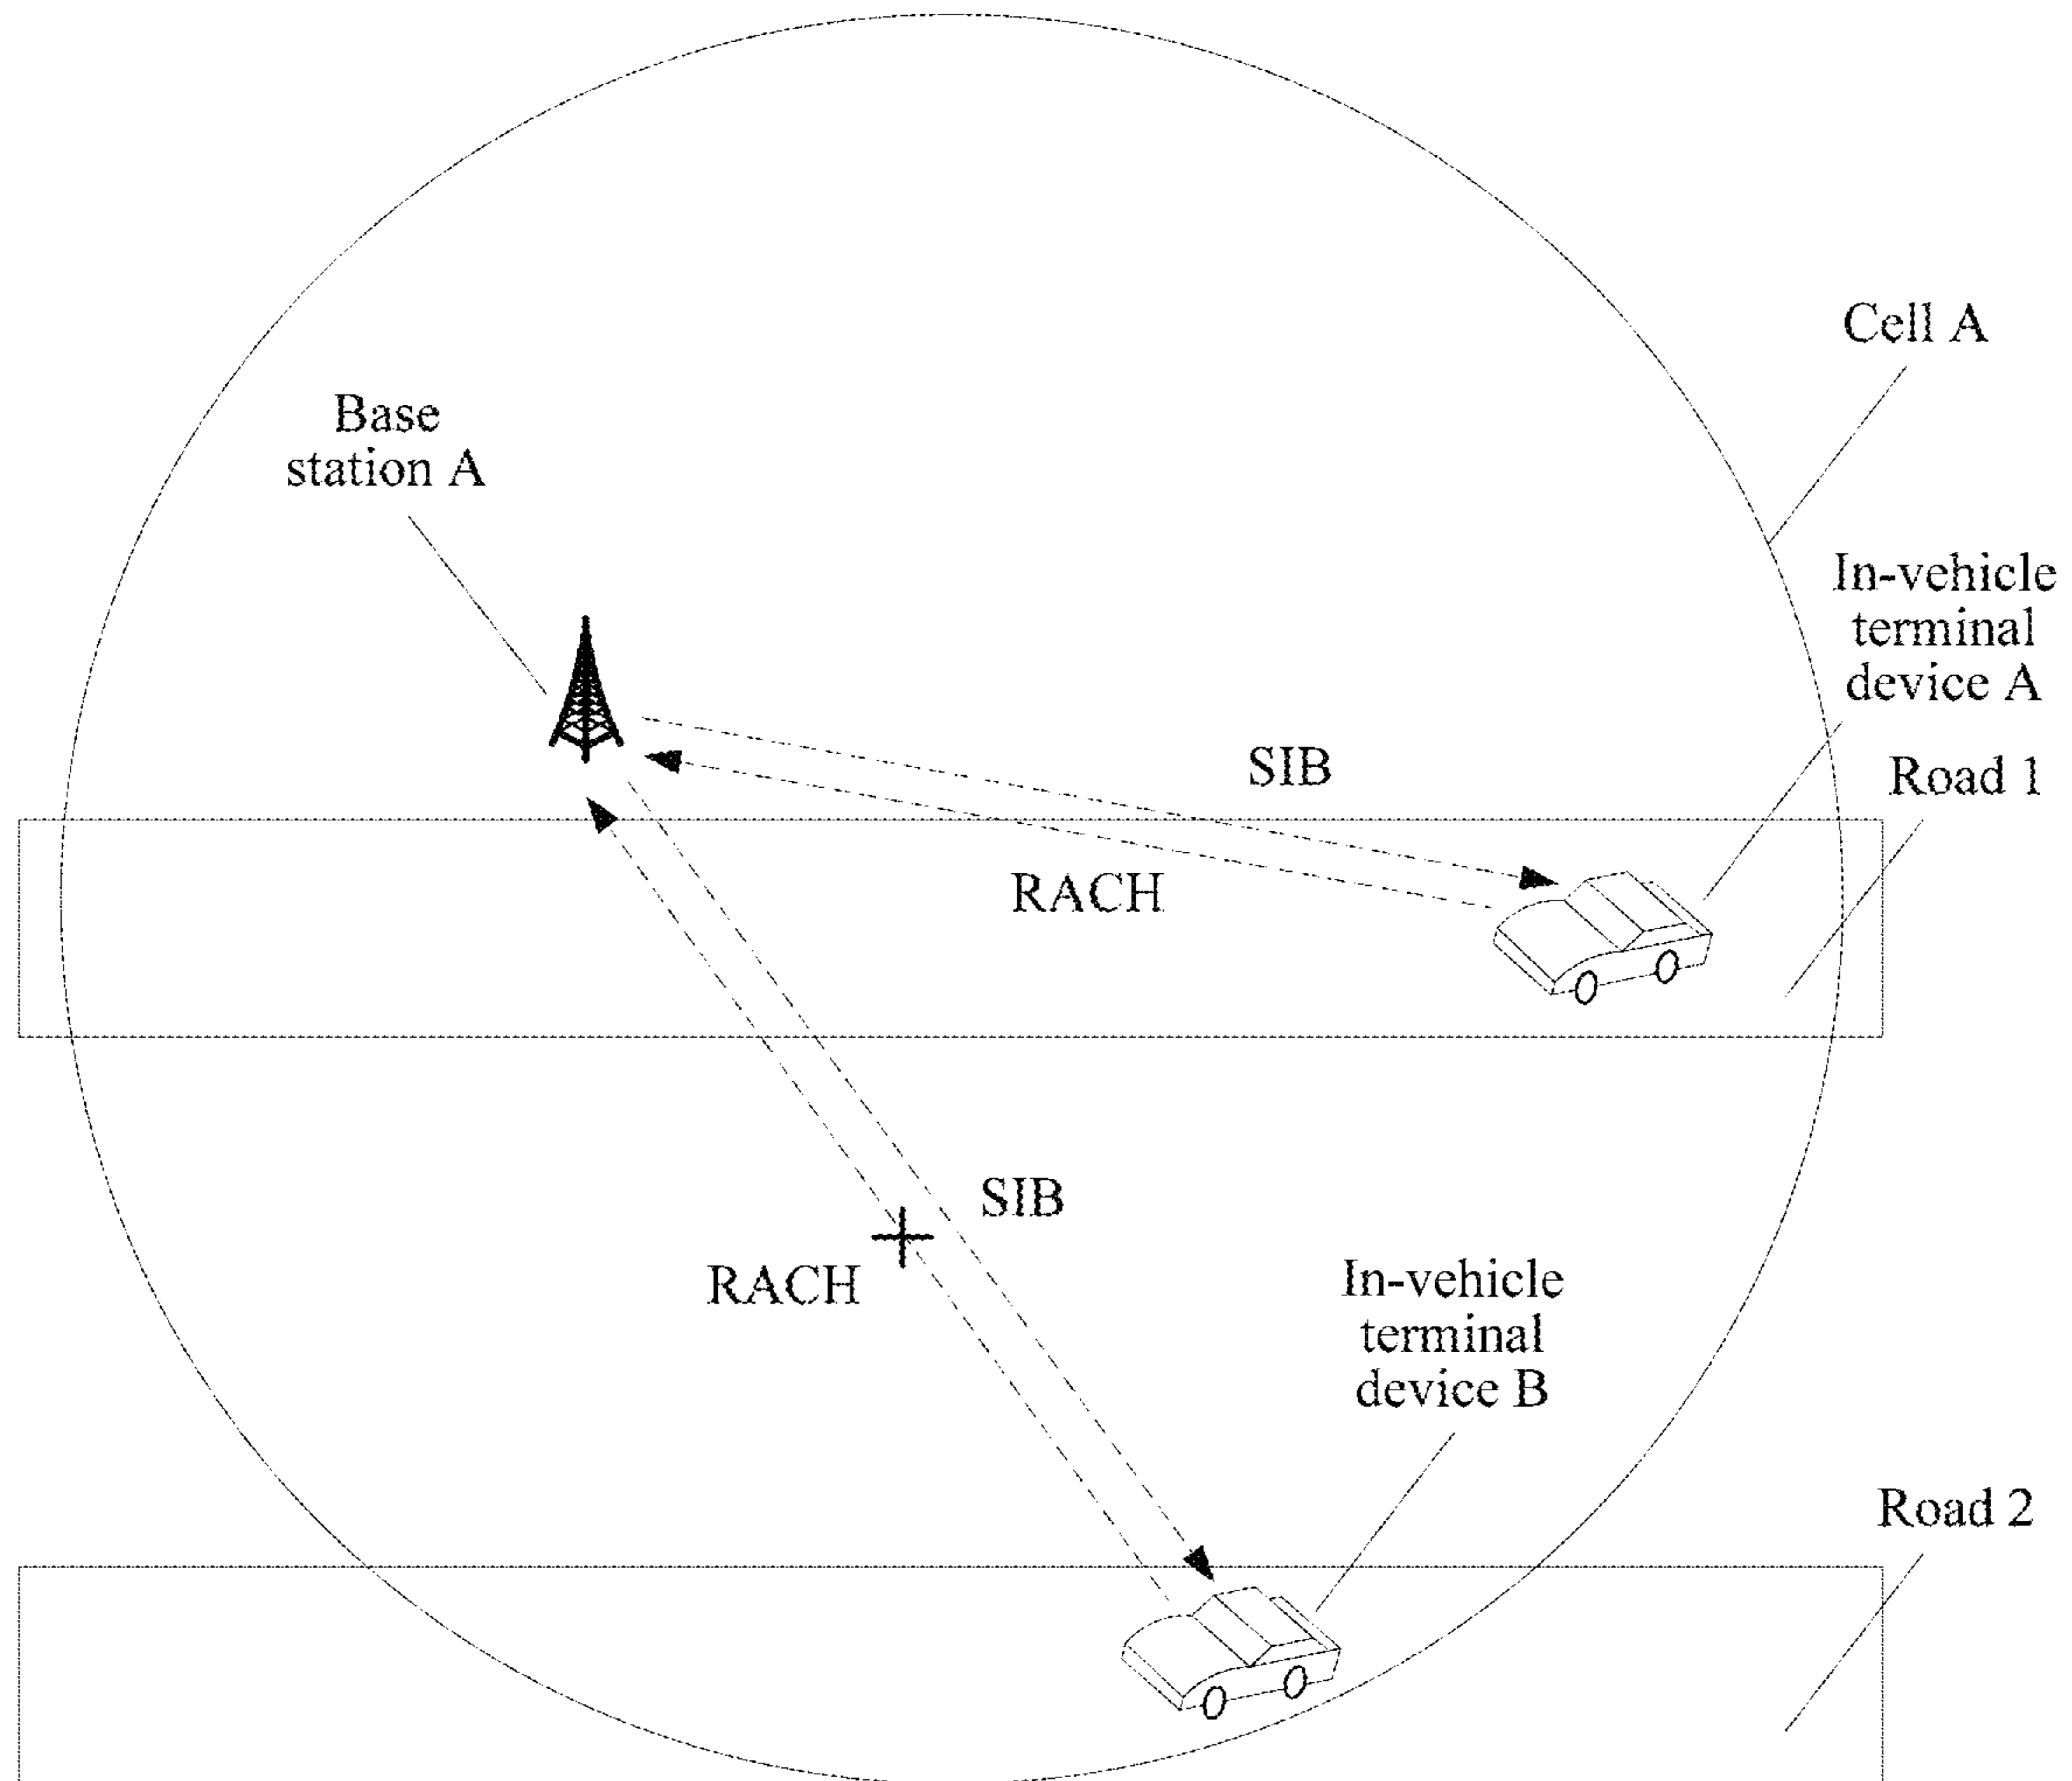 Cell A
Base
station A
In-vehicle
terminal
device A
SIB
Road 1
RACH
SIB
RACH
In-vehicle
terminal
device B
Road 2